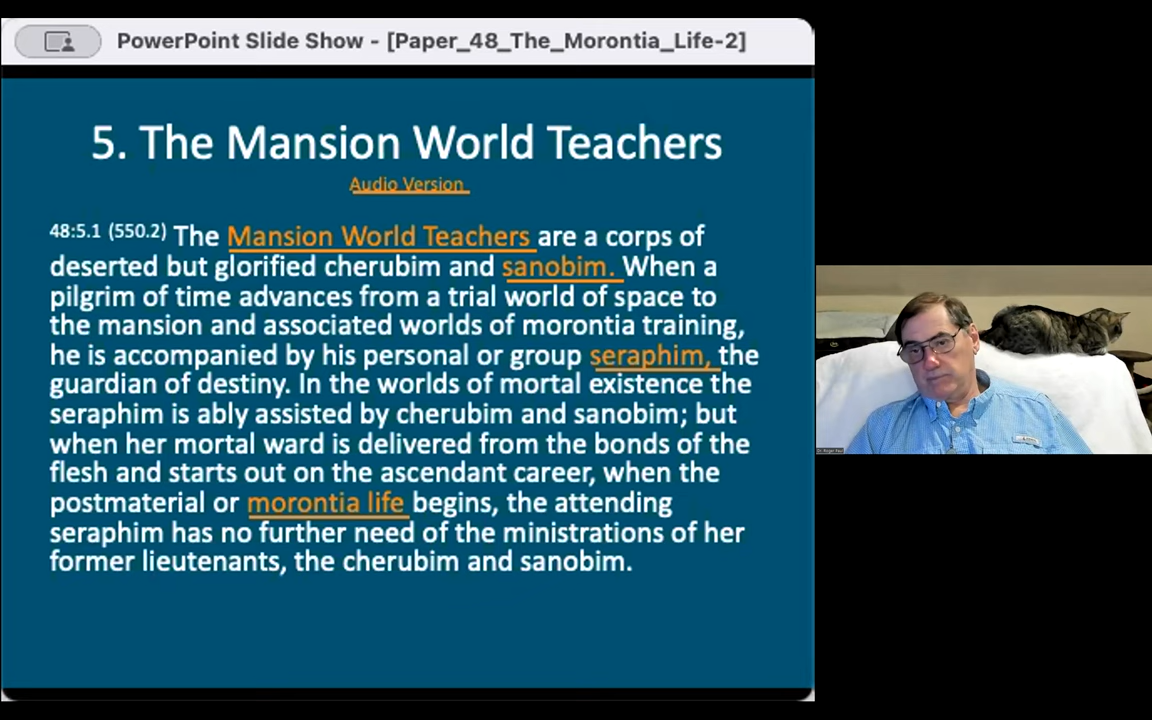 PowerPoint Slide Show - [Paper_48_The_Morontia_Life-2]
5. The Mansion World Teachers
Audio Version
48:5.1 (550.2) The Mansion World Teachers are a corps of
deserted but glorified cherubim and sanobim. When a
pilgrim of time advances from a trial world of space to
the mansion and associated worlds of morontia training,
he is accompanied by his personal or group seraphim, the
guardian of destiny. In the worlds of mortal existence the
seraphim is ably assisted by cherubim and sanobim; but
when her mortal ward is delivered from the bonds of the
flesh and starts out on the ascendant career, when the
postmaterial or morontia life begins, the attending
seraphim has no further need of the ministrations of her
former lieutenants, the cherubim and sanobim.